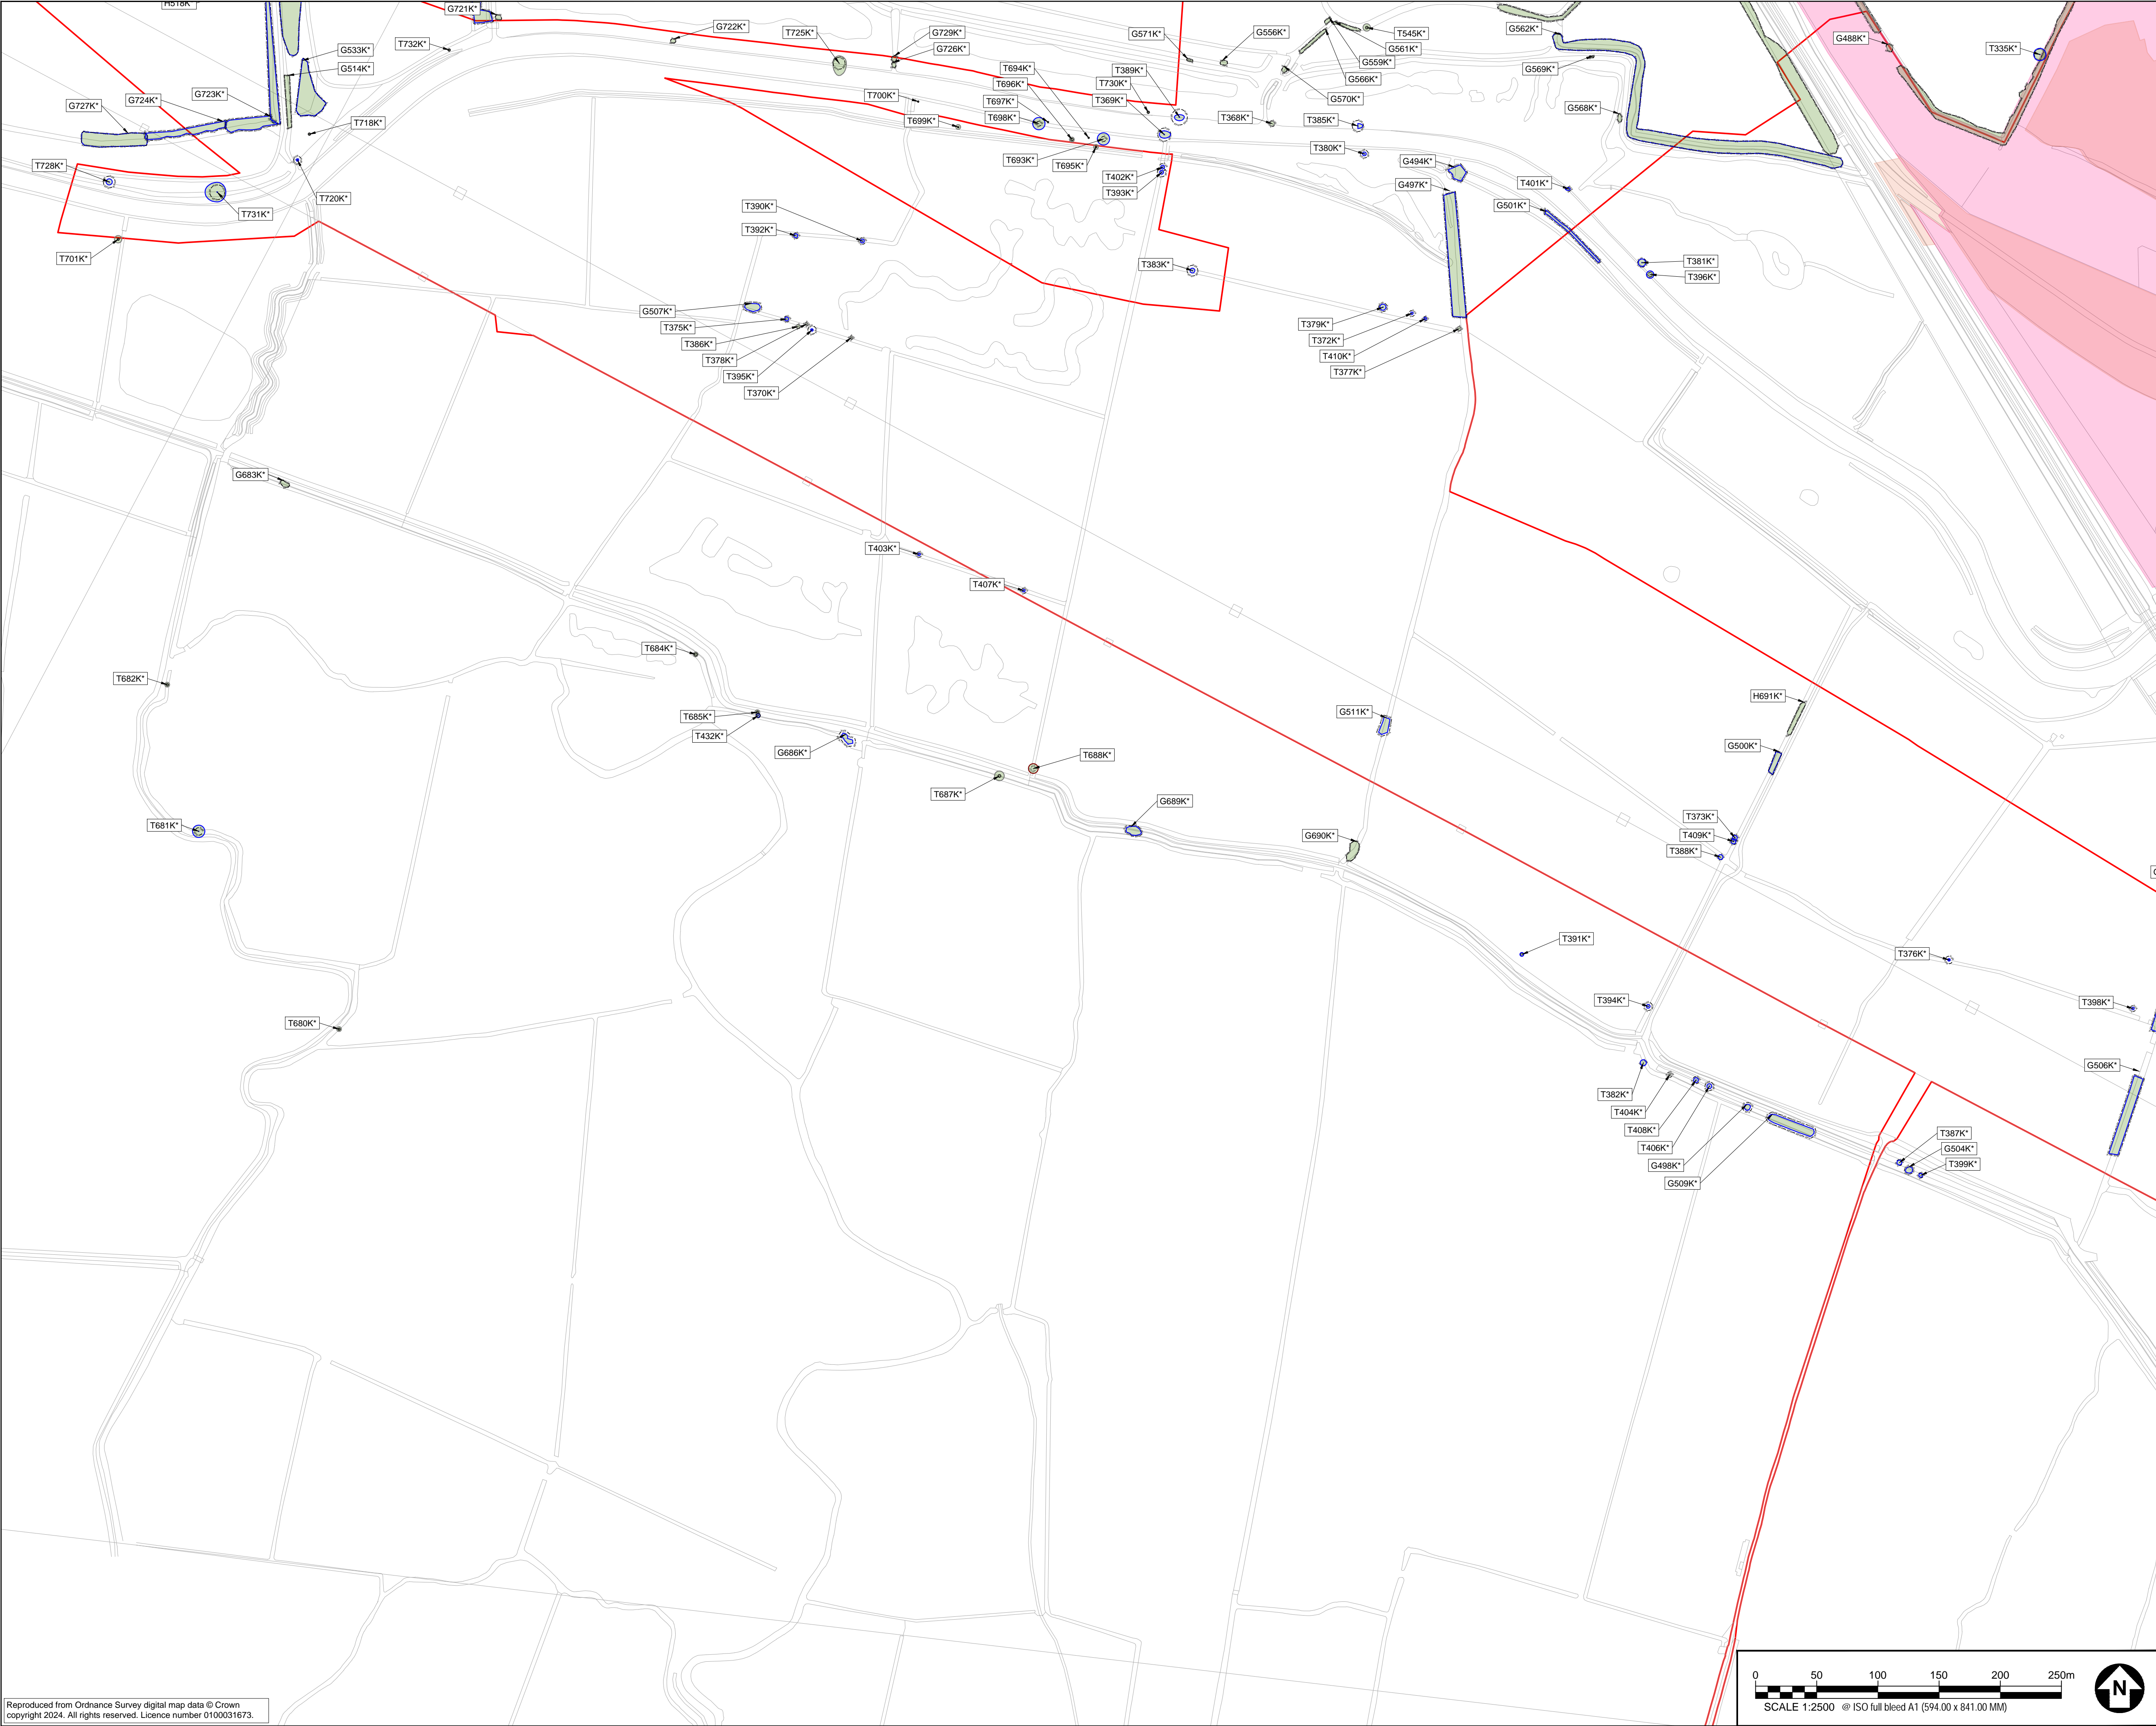 H518K*
G721K*
G722K*
T725K*
G729K*
G726K*
G571K*
G556K*
T545K*
G561K*
G559K*
G566K*
G562K*
G488K*
T335K*
T732K*
G533K*
G514K*
T694K*
T389K*
G569K*
T696K*
T730K*
G727K*
G724K*
G723K*
T700K*
T697K*
T369K*
G570K*
G568K*
T718K*
T699K*
T698K*
T368K*
T385K*
T728K*
T693K*
T695K*
T380K*
G494K*
T402K*
G497K*
T401K*
T393K*
T720K*
T731K*
T390K*
G501K*
T392K*
T701K*
T383K*
T381K*
T396K*
G507K*
T375K*
T379K*
T386K*
T372K*
T378K*
T410K*
T395K*
T377K*
T370K*
G683K*
T403K*
T407K*
T684K*
T682K*
H691K*
T685K*
G511K*
T432K*
G500K*
G686K*
T688K*
T687K*
G689K*
T373K*
T681K*
G690K*
T409K*
T388K*
T391K*
T376K*
T394K*
T398K*
T680K*
G506K*
T382K*
T404K*
T408K*
T387K*
T406K*
G504K*
G498K*
T399K*
G509K*
0 50 100 150 200 250m
SCALE 1:2500 @ ISO full bleed A1 (594.00 x 841.00 MM)
N
Reproduced from Ordnance Survey digital map data © Crown
copyright 2024. All rights reserved. Licence number 0100031673.